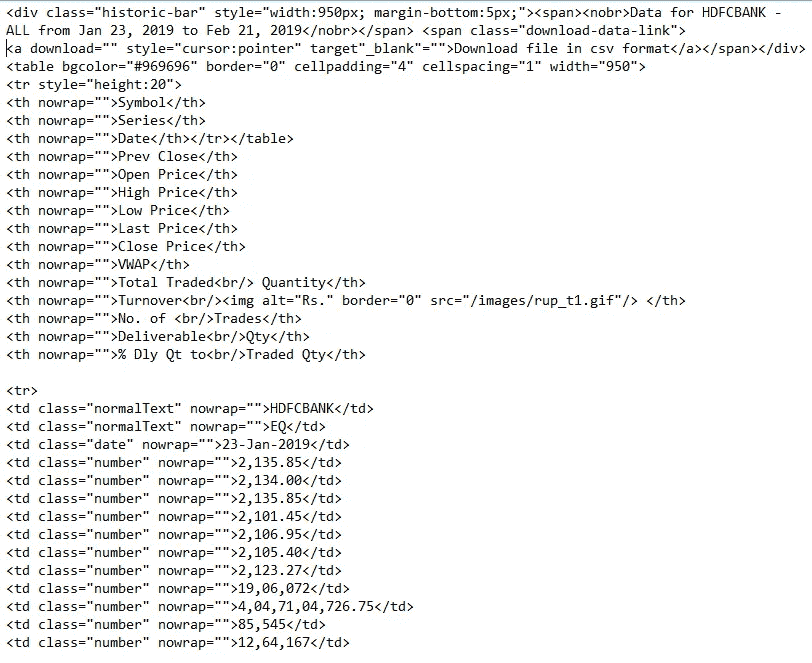 <div class="historic-bar" style="width:950px; margin-bottom:5px;"><span><nobr>Data for HDFCBANK -
ALL from Jan 23, 2019 to Feb 21, 2019</nobr></span> <span class="download-data-link">
<a download="" style="cursor:pointer" target"_blank"="">Download file in csv format</a></span></div>
<table bgcolor="#969696" border="0" cellpadding="4" cellspacing="1" width="950">
<tr style="height:20">
<th nowrap="">Symbol</th>
<th nowrap="">Series</th>
<th nowrap="">Date</th></tr></table>
<th nowrap="">Prev Close</th>
<th nowrap="">Open Price</th>
<th nowrap="">High Price</th>
<th nowrap="">Low Price</th>
<th nowrap="">Last Price</th>
<th nowrap="">Close Price</th>
<th nowrap="">VWAP</th>
<th nowrap="">Total Traded<br/> Quantity</th>
<th nowrap="">Turnover<br/><img alt="Rs." border="0" src="/images/rup_t1.gif"/> </th>
<th nowrap="">No. of <br/>Trades</th>
<th nowrap="">Deliverable<br/>Qty</th>
<th nowrap="">% Dly Qt to<br/>Traded Qty</th>
<tr>
<td class="normalText" nowrap="">HDFCBANK</td>
<td class="normalText" nowrap="">EQ</td>
<td class="date" nowrap="">23-Jan-2019</td>
<td class="number" nowrap="">2,135.85</td>
<td class="number" nowrap="">2,134.00</td>
<td class="number" nowrap="">2,135.85</td>
<td class="number" nowrap="">2,101.45</td>
<td class="number" nowrap="">2,106.95</td>
<td class="number" nowrap="">2,105.40</td>
<td class="number" nowrap="">2,123.27</td>
<td class="number" nowrap="">19,06,072</td>
<td class="number" nowrap="">4,04,71,04,726.75</td>
<td class="number" nowrap="">85,545</td>
<td class="number" nowrap="">12,64,167</td>